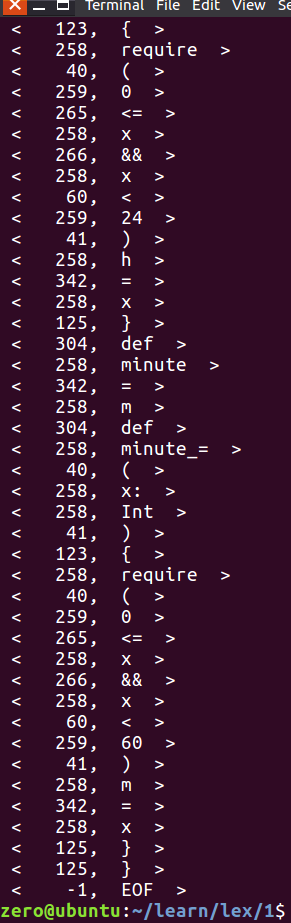 Terminal File Edit View Se
< 123, { >
< 258, require >
< 40, ( >
< 259, 0 >
< 265, <= >
< 258, x >
< 266, && >
< 258, x >
< 60, < >
< 259, 24 >
< 41, ) >
< 258, h >
< 342, = >
< 258, x >
< 125, } >
< 304, def >
< 258, minute >
< 342, = >
< 258, m >
< 304, def >
< 258, minute_= >
< 40, ( >
< 258, x: >
< 258, Int >
< 41, ) >
< 123, { >
< 258, require >
< 40, ( >
< 259, 0 >
< 265, <= >
< 258, x >
< 266, && >
< 258, x >
< 60, < >
< 259, 60 >
< 41, ) >
< 258, m >
< 342, = >
< 258, x >
< 125, } >
< 125, } >
< -1, EOF >
zero@ubuntu:~/learn/lex/1$